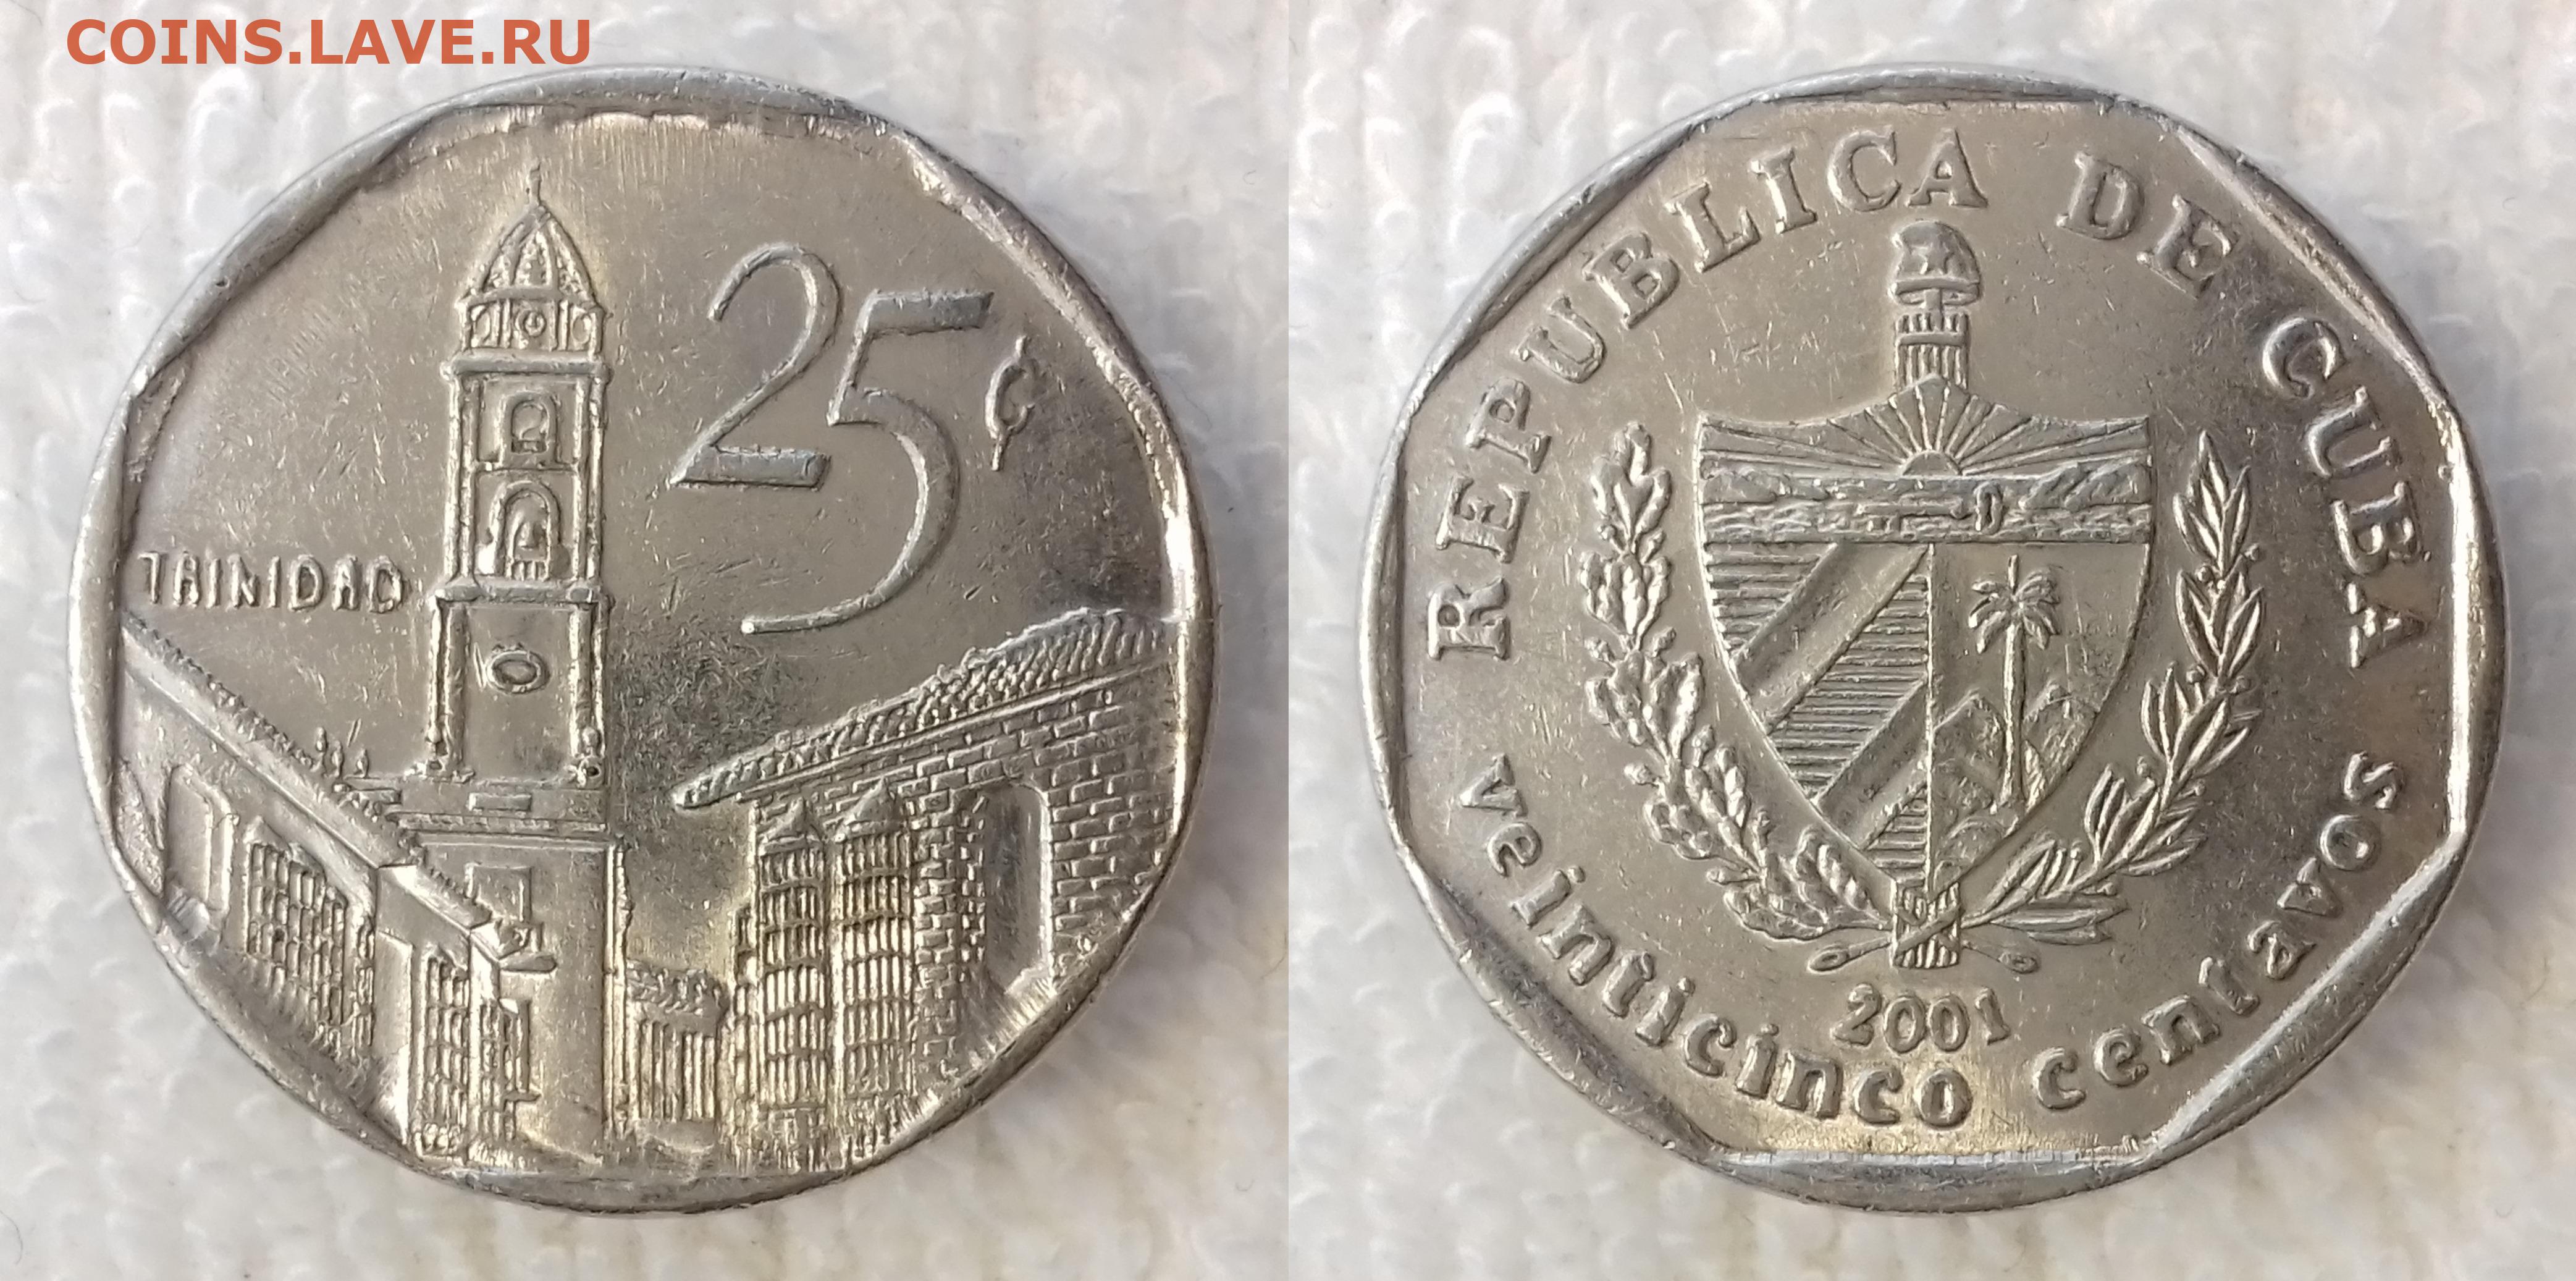 COINS.LAVE.RU
25¢
TRINIDAD
REPUBLICA DE CUBA
2001
veinticinco centavos